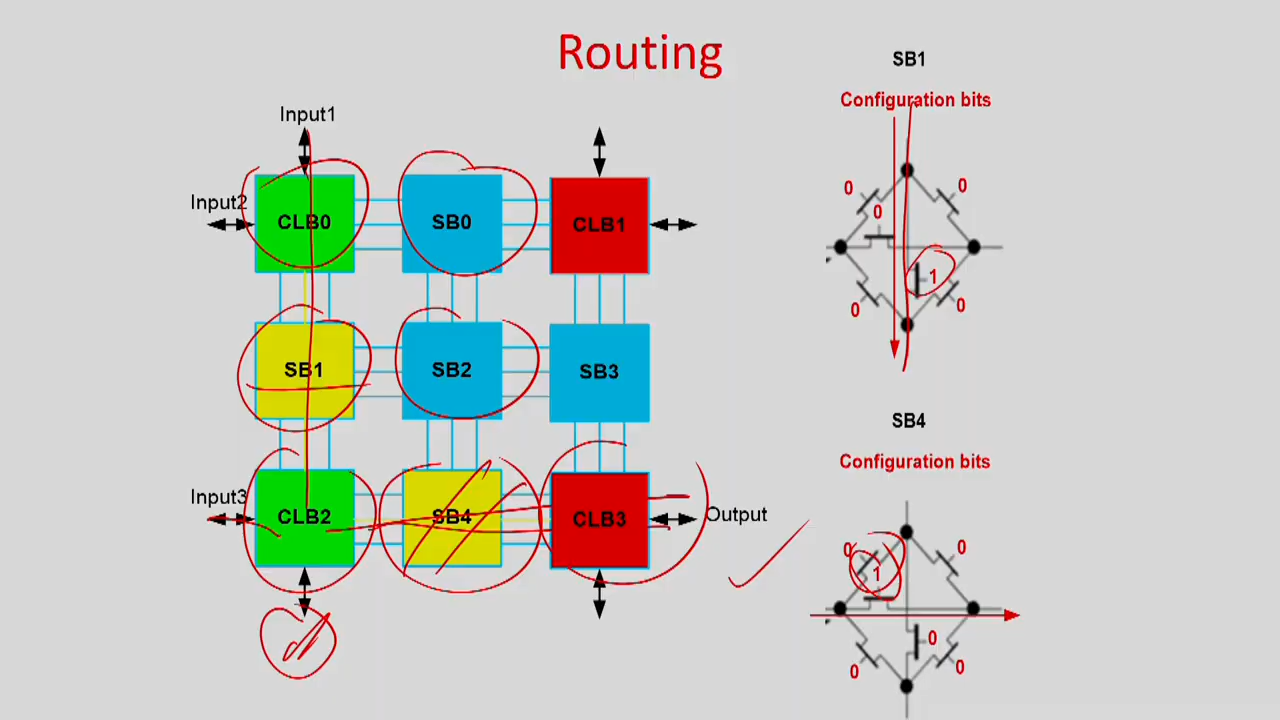 Routing
SB1
Configuration bits
Input1
Input2
CLB0
SB0
CLB1
0
0
0
1
0
0
SB1
SB2
SB3
SB4
Configuration bits
Input3
CLB2
SB4
CLB3
Output
0
0
1
0
0
0